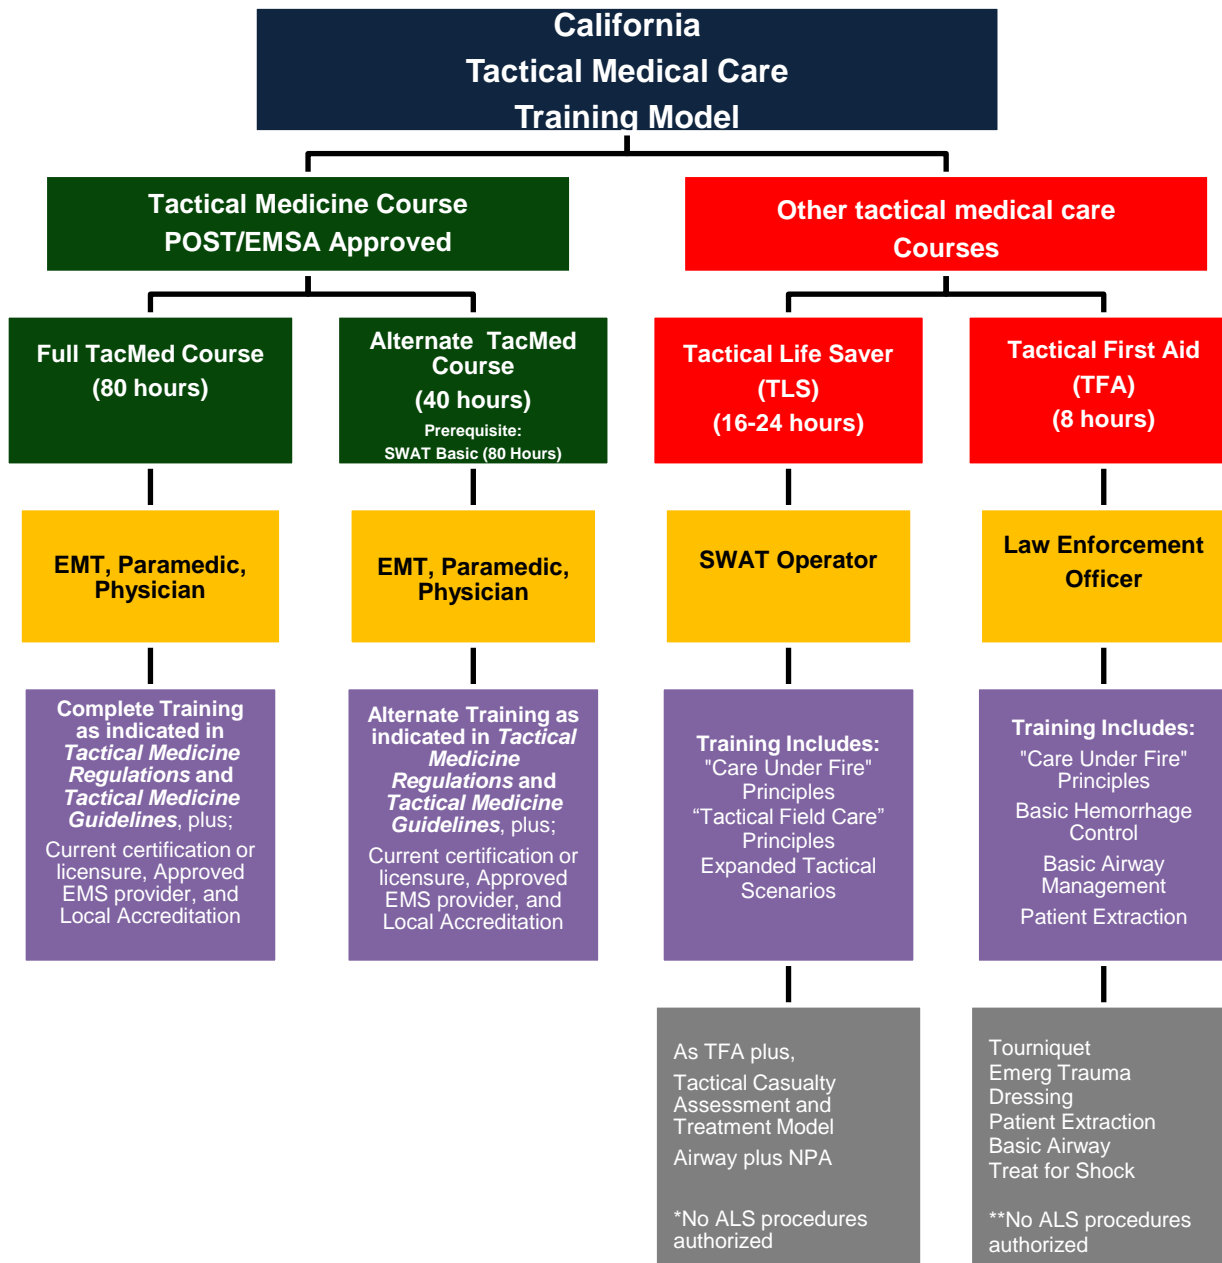 California
Tactical Medical Care
Training Model
Tactical Medicine Course
POST/EMSA Approved
Other tactical medical care
Courses
Full TacMed Course
(80 hours)
Alternate TacMed
Course
(40 hours)
Prerequisite:
SWAT Basic (80 Hours)
Tactical Life Saver
(TLS)
(16-24 hours)
Tactical First Aid
(TFA)
(8 hours)
EMT, Paramedic,
Physician
EMT, Paramedic,
Physician
SWAT Operator
Law Enforcement
Officer
Complete Training
as indicated in
Tactical Medicine
Regulations and
Tactical Medicine
Guidelines, plus;
Current certification or
licensure, Approved
EMS provider, and
Local Accreditation
Alternate Training as
indicated in Tactical
Medicine
Regulations and
Tactical Medicine
Guidelines, plus;
Current certification or
licensure, Approved
EMS provider, and
Local Accreditation
Training Includes:
"Care Under Fire"
Principles
“Tactical Field Care”
Principles
Expanded Tactical
Scenarios
Training Includes:
"Care Under Fire"
Principles
Basic Hemorrhage
Control
Basic Airway
Management
Patient Extraction
As TFA plus,
Tactical Casualty
Assessment and
Treatment Model
Airway plus NPA
*No ALS procedures
authorized
Tourniquet
Emerg Trauma
Dressing
Patient Extraction
Basic Airway
Treat for Shock
**No ALS procedures
authorized